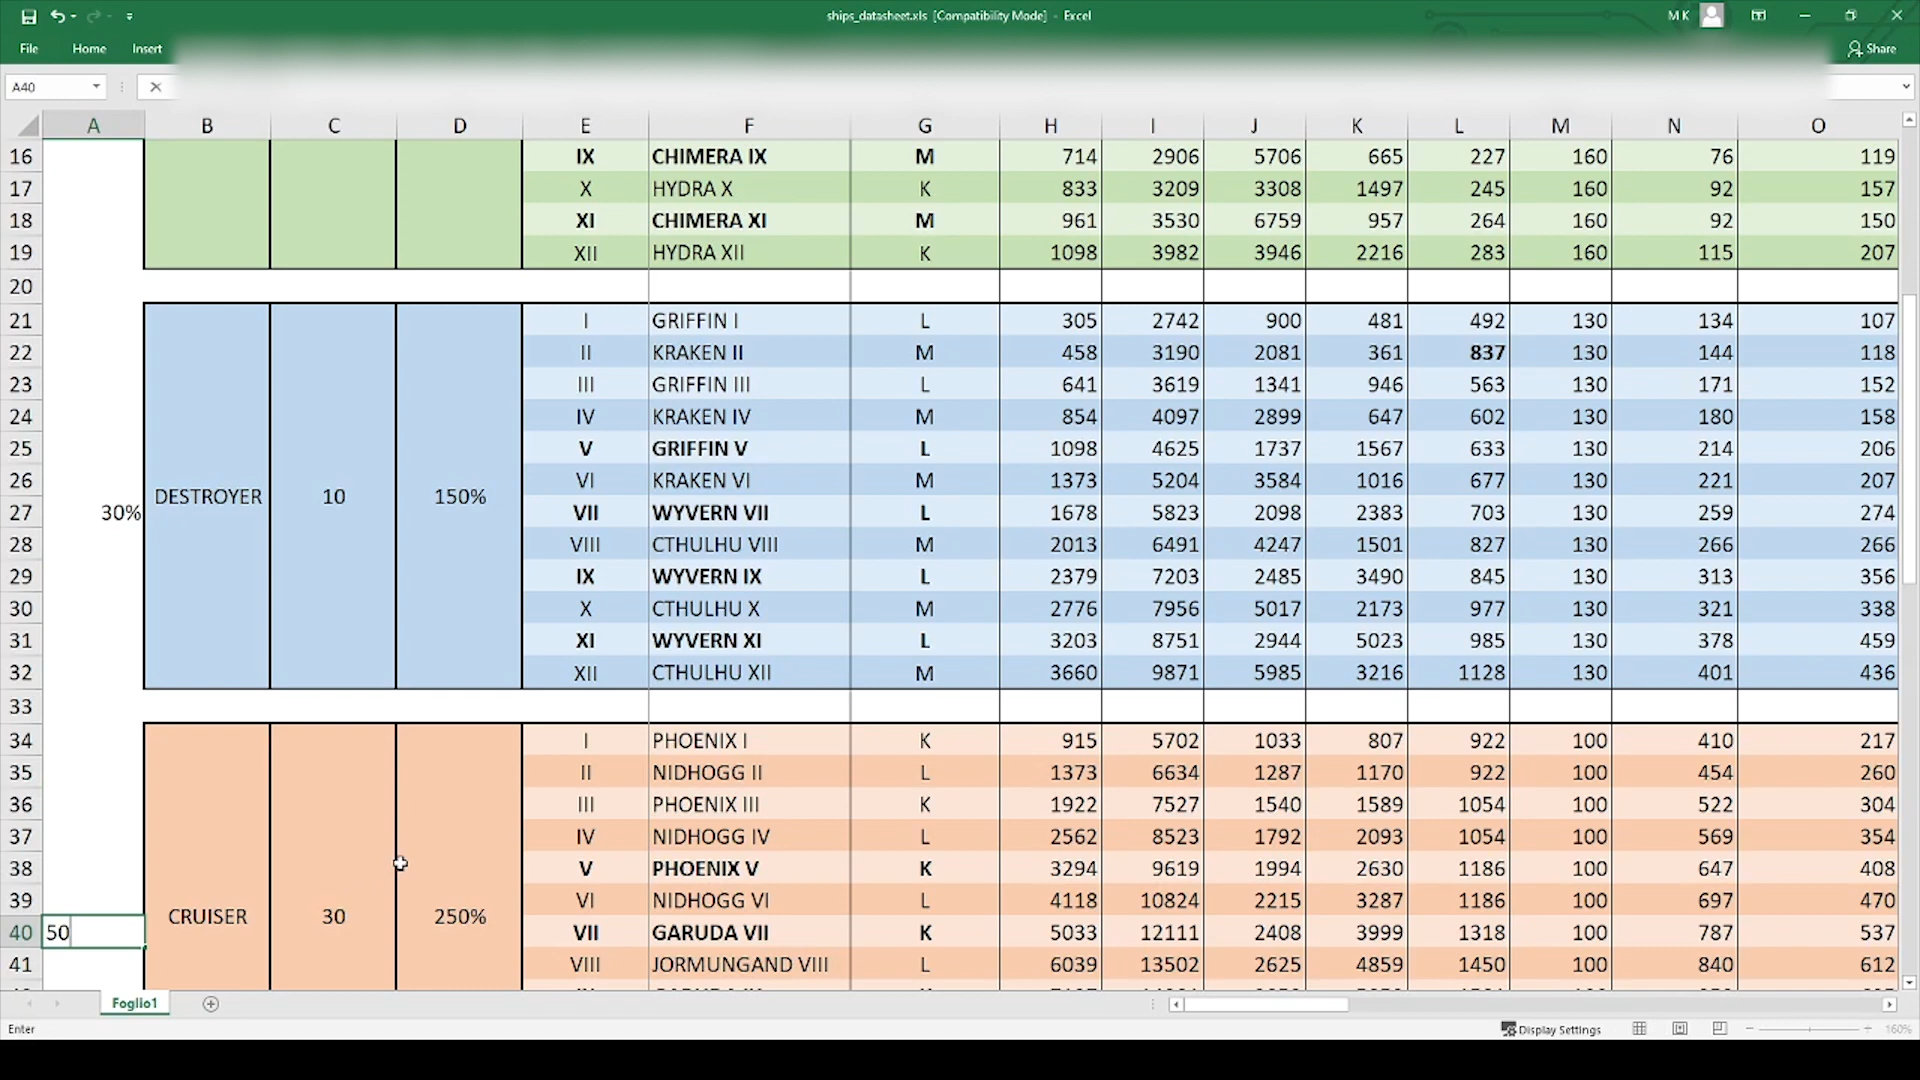 ships_datasheet.xls [Compatibility Mode] - Excel
M K
File Home Insert Share
A40
A B C D E F G H I J K L M N O
16 IX CHIMERA IX M 714 2906 5706 665 227 160 76 119
17 X HYDRA X K 833 3209 3308 1497 245 160 92 157
18 XI CHIMERA XI M 961 3530 6759 957 264 160 92 150
19 XII HYDRA XII K 1098 3982 3946 2216 283 160 115 207
20
21 I GRIFFIN I L 305 2742 900 481 492 130 134 107
22 II KRAKEN II M 458 3190 2081 361 837 130 144 118
23 III GRIFFIN III L 641 3619 1341 946 563 130 171 152
24 IV KRAKEN IV M 854 4097 2899 647 602 130 180 158
25 V GRIFFIN V L 1098 4625 1737 1567 633 130 214 206
26 VI KRAKEN VI M 1373 5204 3584 1016 677 130 221 207
DESTROYER 10 150%
27 30% VII WYVERN VII L 1678 5823 2098 2383 703 130 259 274
28 VIII CTHULHU VIII M 2013 6491 4247 1501 827 130 266 266
29 IX WYVERN IX L 2379 7203 2485 3490 845 130 313 356
30 X CTHULHU X M 2776 7956 5017 2173 977 130 321 338
31 XI WYVERN XI L 3203 8751 2944 5023 985 130 378 459
32 XII CTHULHU XII M 3660 9871 5985 3216 1128 130 401 436
33
34 I PHOENIX I K 915 5702 1033 807 922 100 410 217
35 II NIDHOGG II L 1373 6634 1287 1170 922 100 454 260
36 III PHOENIX III K 1922 7527 1540 1589 1054 100 522 304
37 IV NIDHOGG IV L 2562 8523 1792 2093 1054 100 569 354
38 V PHOENIX V K 3294 9619 1994 2630 1186 100 647 408
39 VI NIDHOGG VI L 4118 10824 2215 3287 1186 100 697 470
CRUISER 30 250%
40 50 VII GARUDA VII K 5033 12111 2408 3999 1318 100 787 537
41 VIII JORMUNGAND VIII L 6039 13502 2625 4859 1450 100 840 612
Foglio1
Enter Display Settings 160%